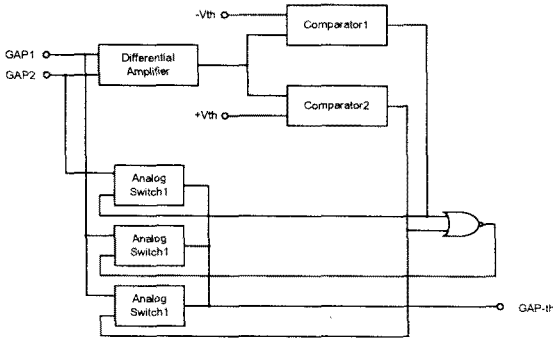 -Vth
Comparator1
GAP1
GAP2
Differential
Amplifier
Comparator2
+Vth
Analog
Switch1
Analog
Switch1
Analog
Switch1
GAP-th